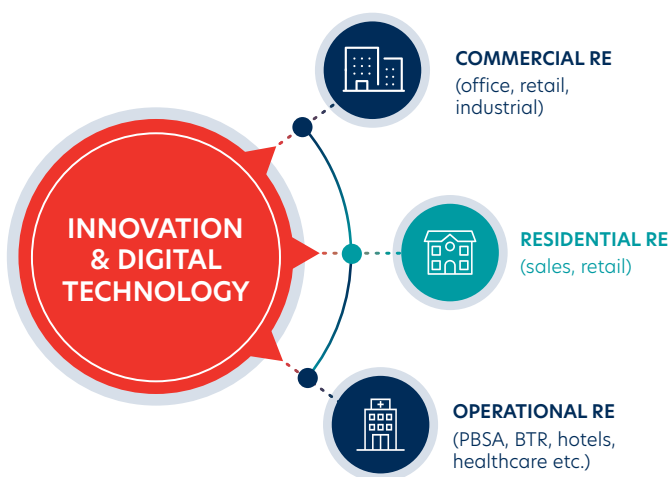 INNOVATION
& DIGITAL
TECHNOLOGY
COMMERCIAL RE
(office, retail,
industrial)
RESIDENTIAL RE
(sales, retail)
OPERATIONAL RE
(PBSA, BTR, hotels,
healthcare etc.)